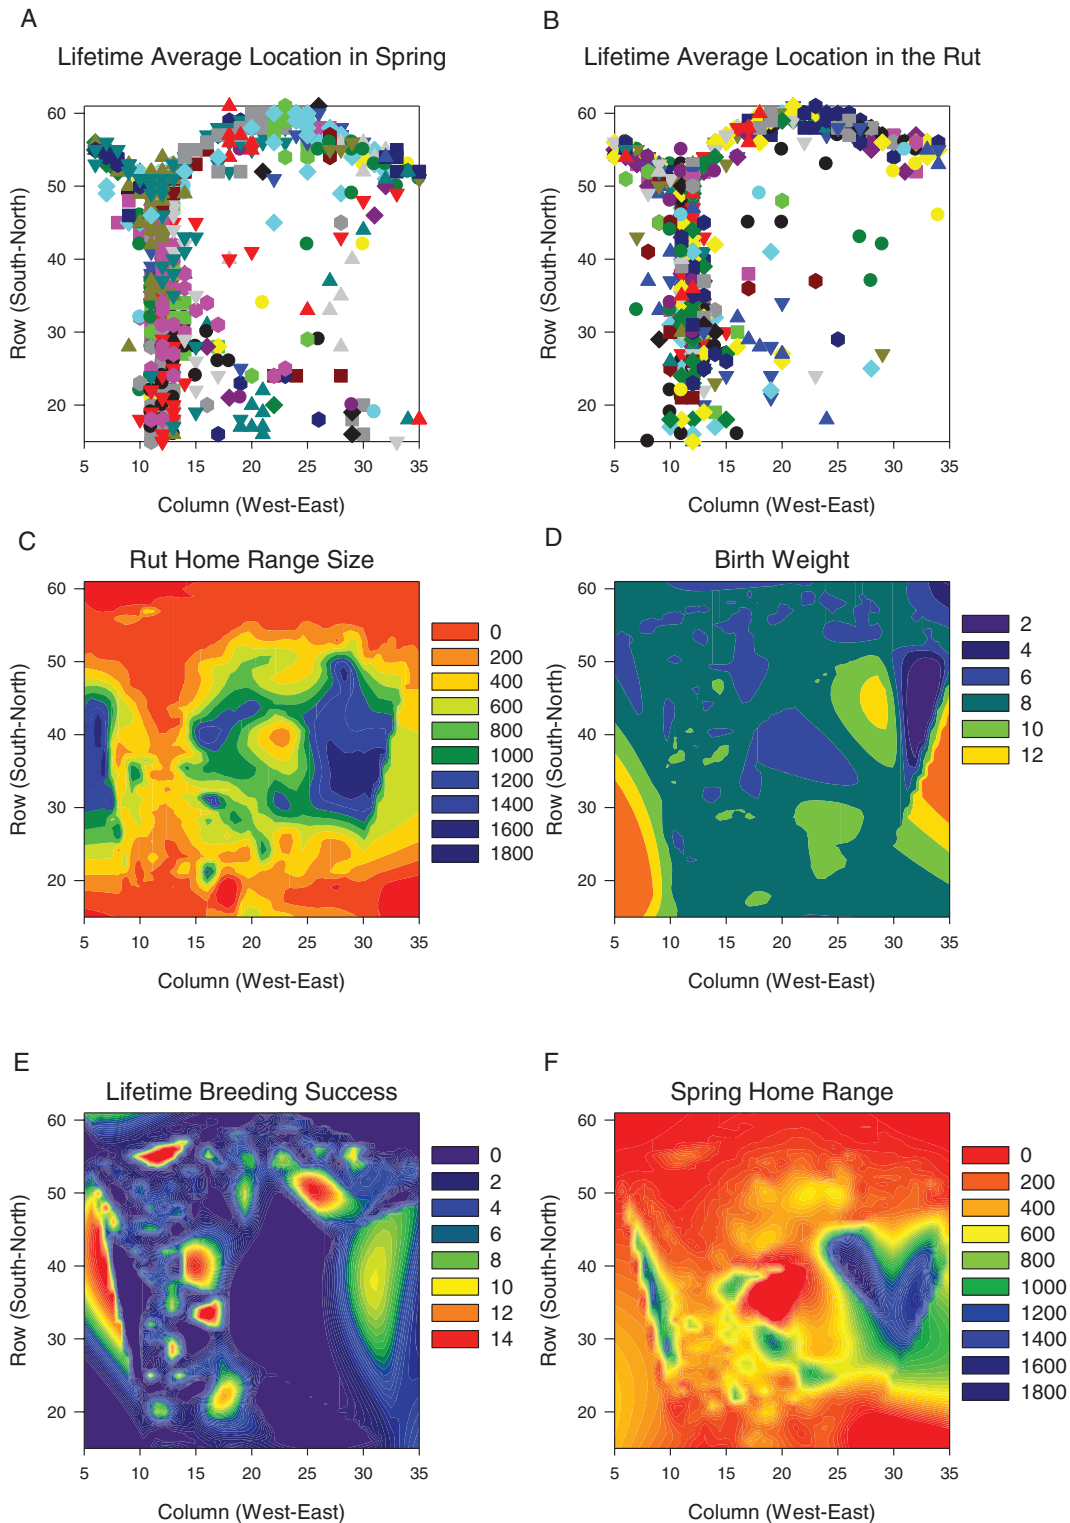 A
B
Lifetime Average Location in Spring
Lifetime Average Location in the Rut
60
50
40
30
20
Row (South-North)
5 10 15 20 25 30 35
Column (West-East)
60
50
40
30
20
Row (South-North)
5 10 15 20 25 30 35
Column (West-East)
C
Rut Home Range Size
60
50
40
30
20
Row (South-North)
5 10 15 20 25 30 35
Column (West-East)
0
200
400
600
800
1000
1200
1400
1600
1800
D
Birth Weight
60
50
40
30
20
Row (South-North)
5 10 15 20 25 30 35
Column (West-East)
2
4
6
8
10
12
E
Lifetime Breeding Success
60
50
40
30
20
Row (South-North)
5 10 15 20 25 30 35
Column (West-East)
0
2
4
6
8
10
12
14
F
Spring Home Range
60
50
40
30
20
Row (South-North)
5 10 15 20 25 30 35
Column (West-East)
0
200
400
600
800
1000
1200
1400
1600
1800